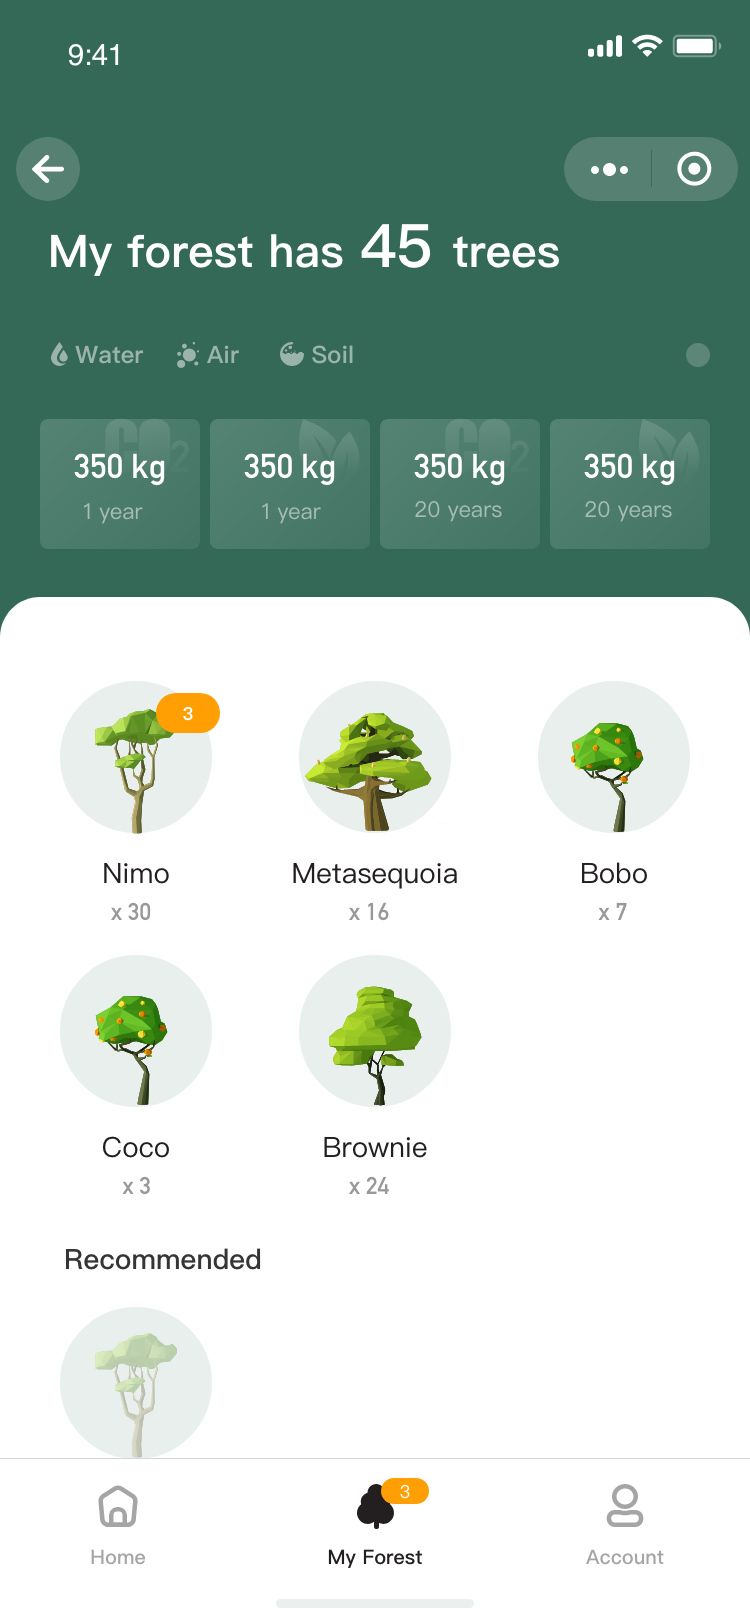 9:41
My forest has 45 trees
Water Air Soil
CO2 CO2
350 kg 350 kg 350 kg 350 kg
1 year 1 year 20 years 20 years
3
Nimo Metasequoia Bobo
x 30 x 16 x 7
Coco Brownie
x 3 x 24
Recommended
3
Home My Forest Account